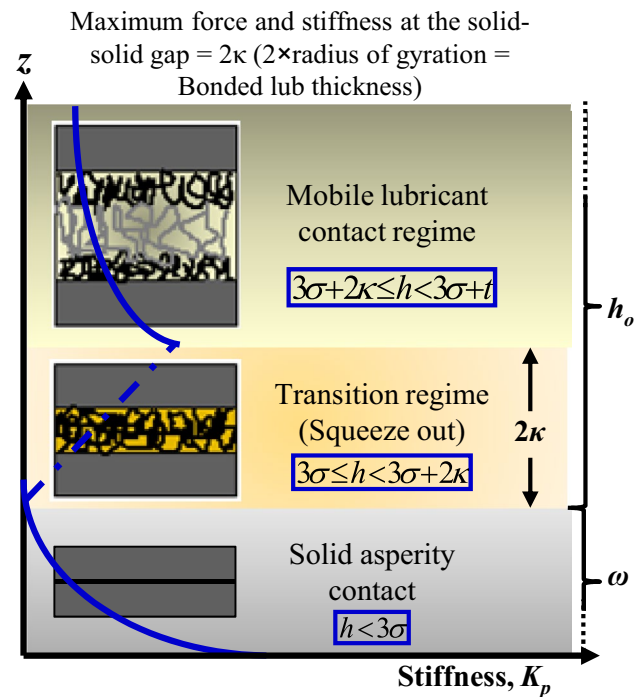 Maximum force and stiffness at the solid-
solid gap = 2κ (2×radius of gyration =
Bonded lub thickness)
z
Mobile lubricant
contact regime
3σ+2κ≤h<3σ+t
h_o
Transition regime
(Squeeze out)
3σ≤h<3σ+2κ
2κ
Solid asperity
contact
h<3σ
ω
Stiffness, K_p